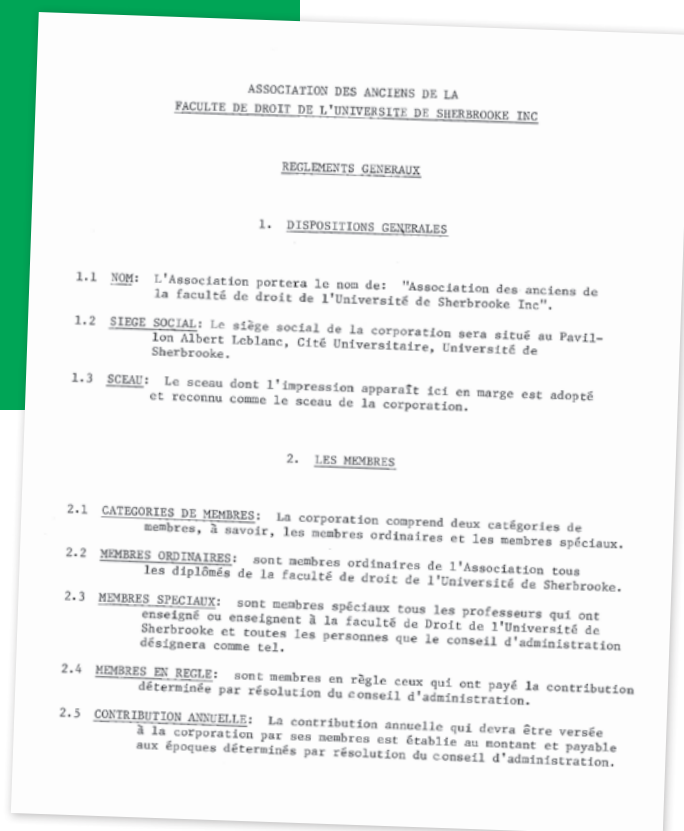 ASSOCIATION DES ANCIENS DE LA
FACULTE DE DROIT DE L'UNIVERSITE DE SHERBROOKE INC
REGLEMENTS GENERAUX
1. DISPOSITIONS GENERALES
1.1 NOM: L'Association portera le nom de: "Association des anciens de
la faculté de droit de l'Université de Sherbrooke Inc".
1.2 SIEGE SOCIAL: Le siège social de la corporation sera situé au Pavil-
lon Albert Leblanc, Cité Universitaire, Université de
Sherbrooke.
1.3 SCEAU: Le sceau dont l'impression apparaît ici en marge est adopté
et reconnu comme le sceau de la corporation.
2. LES MEMBRES
2.1 CATEGORIES DE MEMBRES: La corporation comprend deux catégories de
membres, à savoir, les membres ordinaires et les membres spéciaux.
2.2 MEMBRES ORDINAIRES: sont membres ordinaires de l'Association tous
les diplômés de la faculté de droit de l'Université de Sherbrooke.
2.3 MEMBRES SPECIAUX: sont membres spéciaux tous les professeurs qui ont
enseigné ou enseignent à la faculté de Droit de l'Université de
Sherbrooke et toutes les personnes que le conseil d'administration
désignera comme tel.
2.4 MEMBRES EN REGLE: sont membres en règle ceux qui ont payé la contribution
déterminée par résolution du conseil d'administration.
2.5 CONTRIBUTION ANNUELLE: La contribution annuelle qui devra être versée
à la corporation par ses membres est établie au montant et payable
aux époques déterminés par résolution du conseil d'administration.